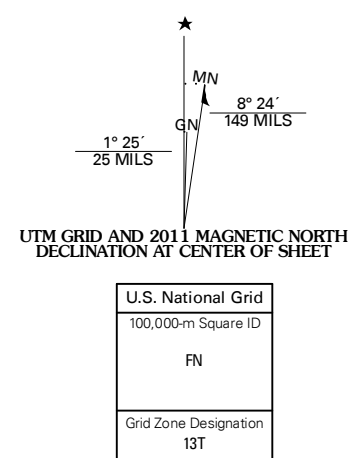 ★
MN
8° 24´
149 MILS
GN
1° 25´
25 MILS
UTM GRID AND 2011 MAGNETIC NORTH
DECLINATION AT CENTER OF SHEET
U.S. National Grid
100,000-m Square ID
FN
Grid Zone Designation
13T